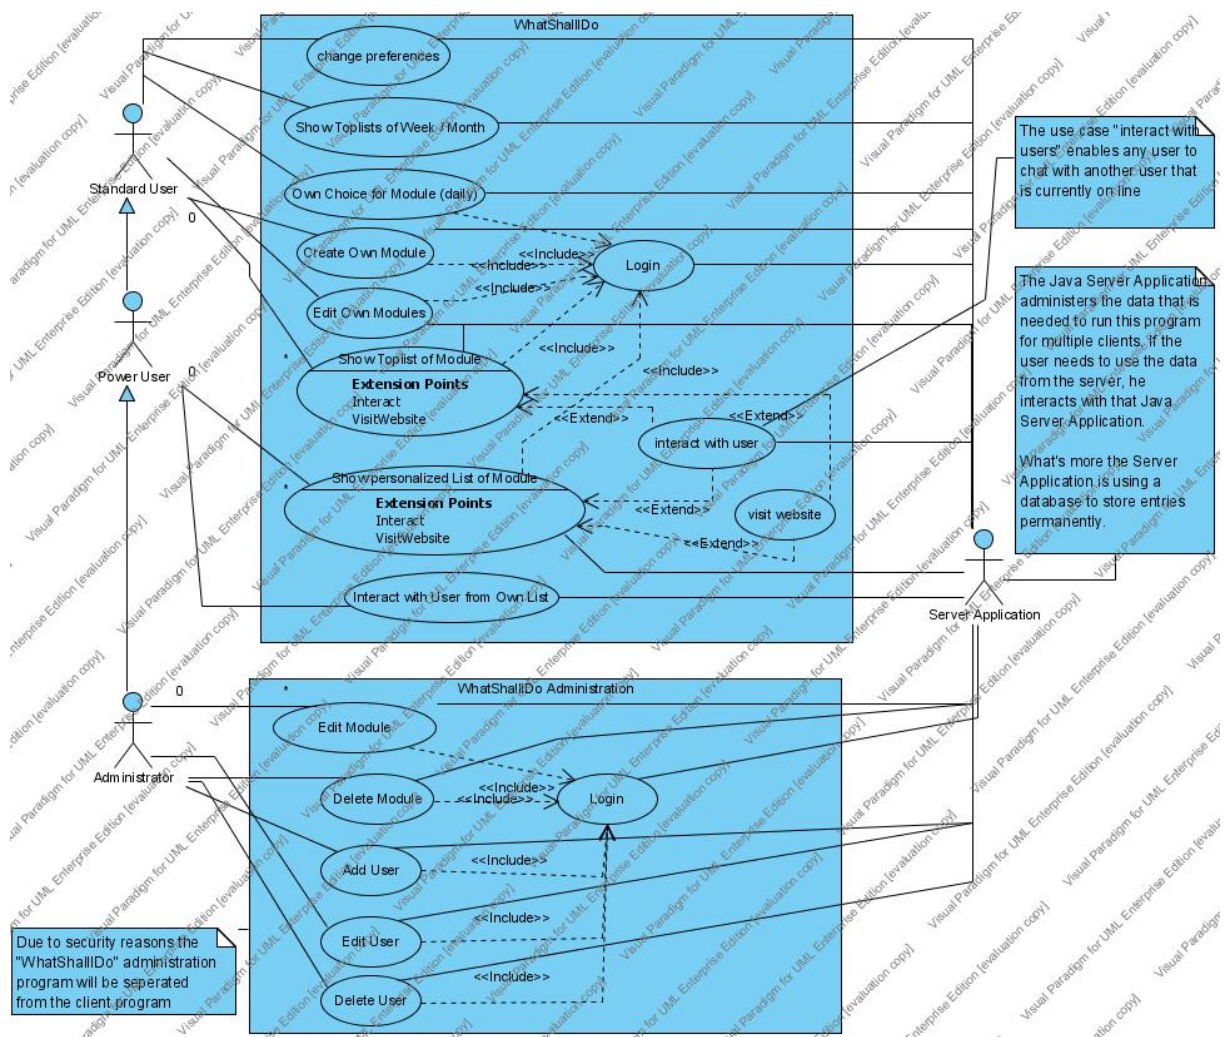 WhatShallIDo
change preferences
Show Toplists of Week / Month
Standard User
Own Choice for Module (daily)
0
Create Own Module
<<Include>>
<<Include>>
<<Include>>
Login
Edit Own Modules
The use case "interact with
users" enables any user to
chat with another user that
is currently on line
The Java Server Application
administers the data that is
needed to run this program
for multiple clients. If the
user needs to use the data
from the server, he
interacts with that Java
Server Application.
What's more the Server
Application is using a
database to store entries
permanently.
Power User
0
*
Show Toplist of Module
Extension Points
Interact
VisitWebsite
<<Include>>
<<Include>>
<<Extend>>
<<Extend>>
interact with user
*
Show personalized List of Module
Extension Points
Interact
VisitWebsite
<<Extend>>
<<Extend>>
visit website
Interact with User from Own List
Server Application
0
*
WhatShallIDo Administration
Edit Module
Administrator
Delete Module
<<Include>>
<<Include>>
Login
Add User
<<Include>>
Edit User
<<Include>>
Delete User
<<Include>>
Due to security reasons the
"WhatShallIDo" administration
program will be seperated
from the client program
Visual Paradigm for UML Enterprise Edition [evaluation copy]